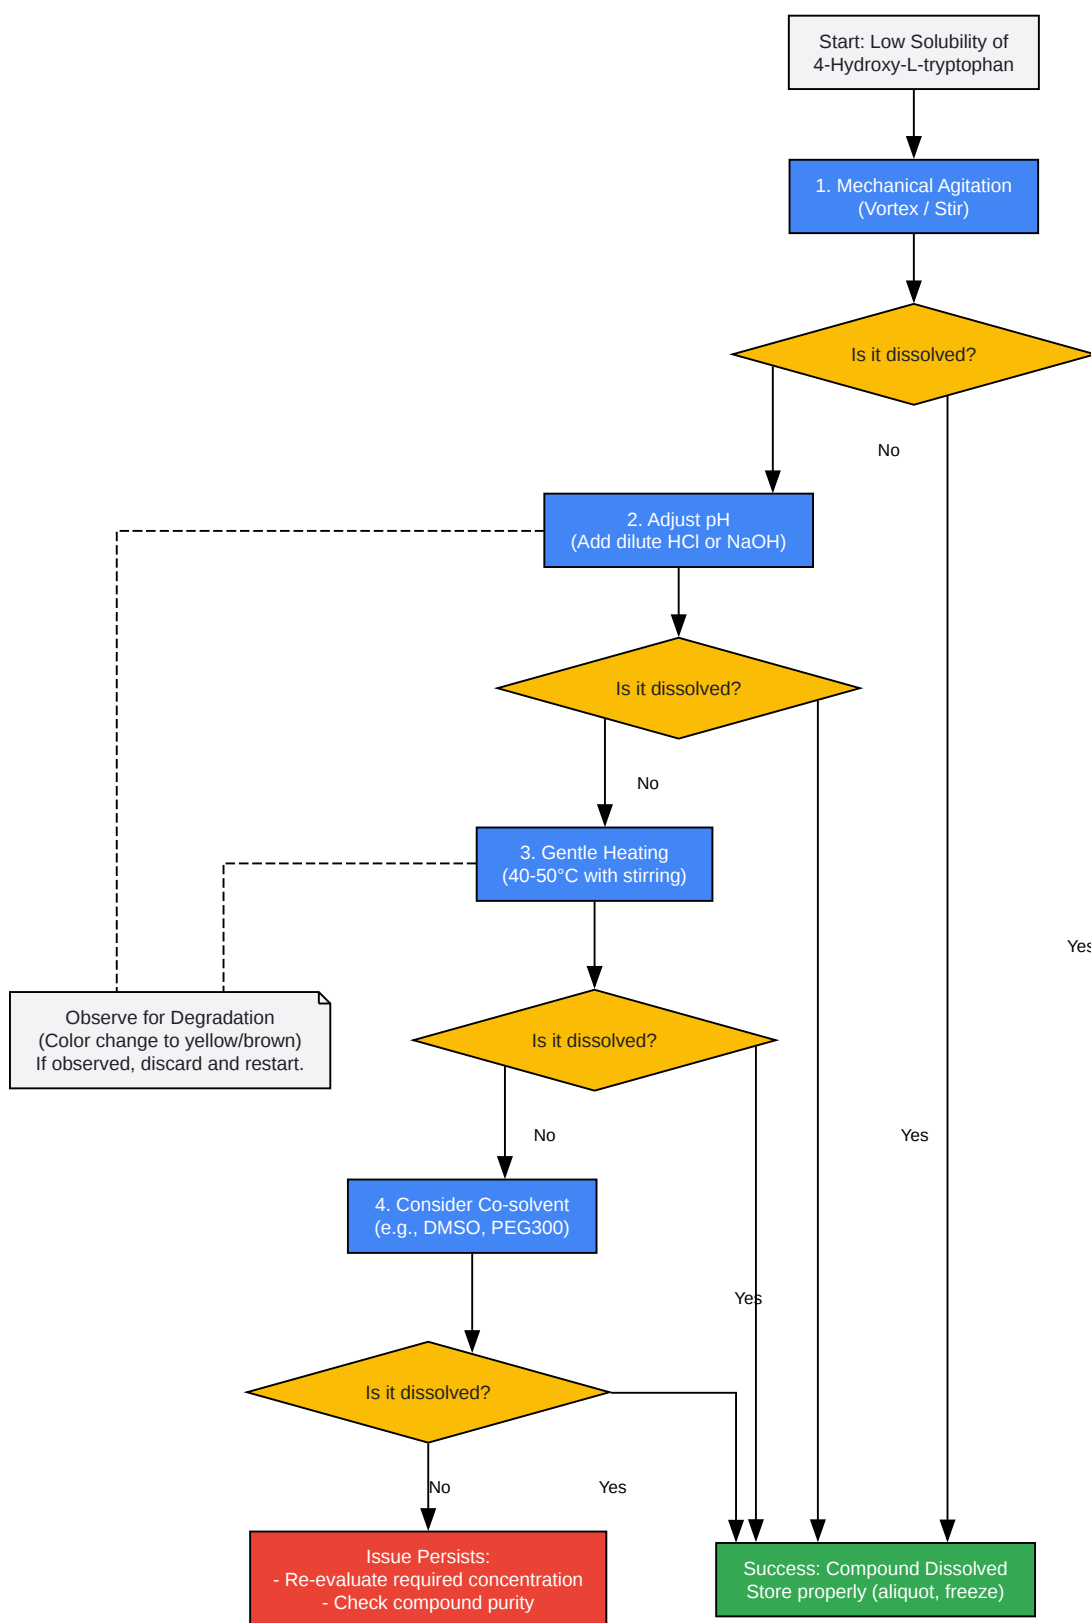 Start: Low Solubility of
4-Hydroxy-L-tryptophan
1. Mechanical Agitation
(Vortex / Stir)
Is it dissolved?
No
2. Adjust pH
(Add dilute HCl or NaOH)
Is it dissolved?
No
3. Gentle Heating
(40-50°C with stirring)
Yes
Observe for Degradation
(Color change to yellow/brown)
If observed, discard and restart.
Is it dissolved?
No
Yes
4. Consider Co-solvent
(e.g., DMSO, PEG300)
Yes
Is it dissolved?
No
Yes
Issue Persists:
- Re-evaluate required concentration
- Check compound purity
Success: Compound Dissolved
Store properly (aliquot, freeze)